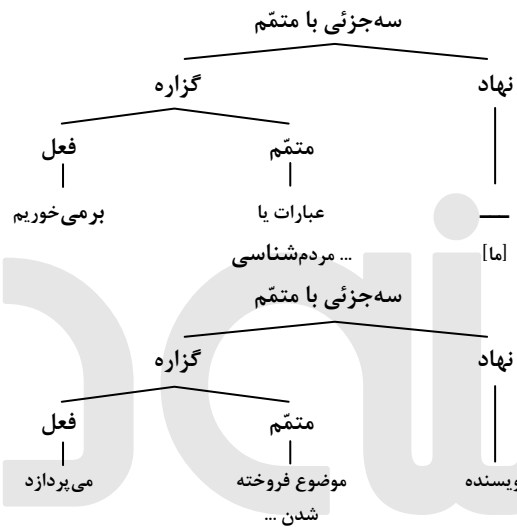 سه‌جزئی با متمّم
نهاد گزاره
متمّم فعل
— عبارات یا برمی‌خوریم
[ما] ... مردم‌شناسی
سه‌جزئی با متمّم
نهاد گزاره
متمّم فعل
ویسنده موضوع فروخته می‌پردازد
شدن ...